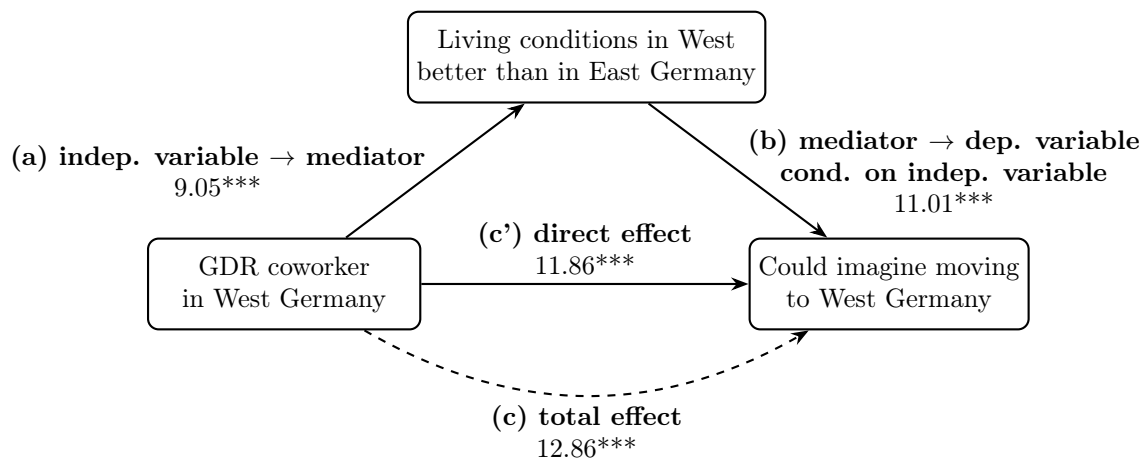 Living conditions in West
better than in East Germany
(a) indep. variable → mediator
9.05***
(b) mediator → dep. variable
cond. on indep. variable
11.01***
(c') direct effect
11.86***
GDR coworker
in West Germany
Could imagine moving
to West Germany
(c) total effect
12.86***